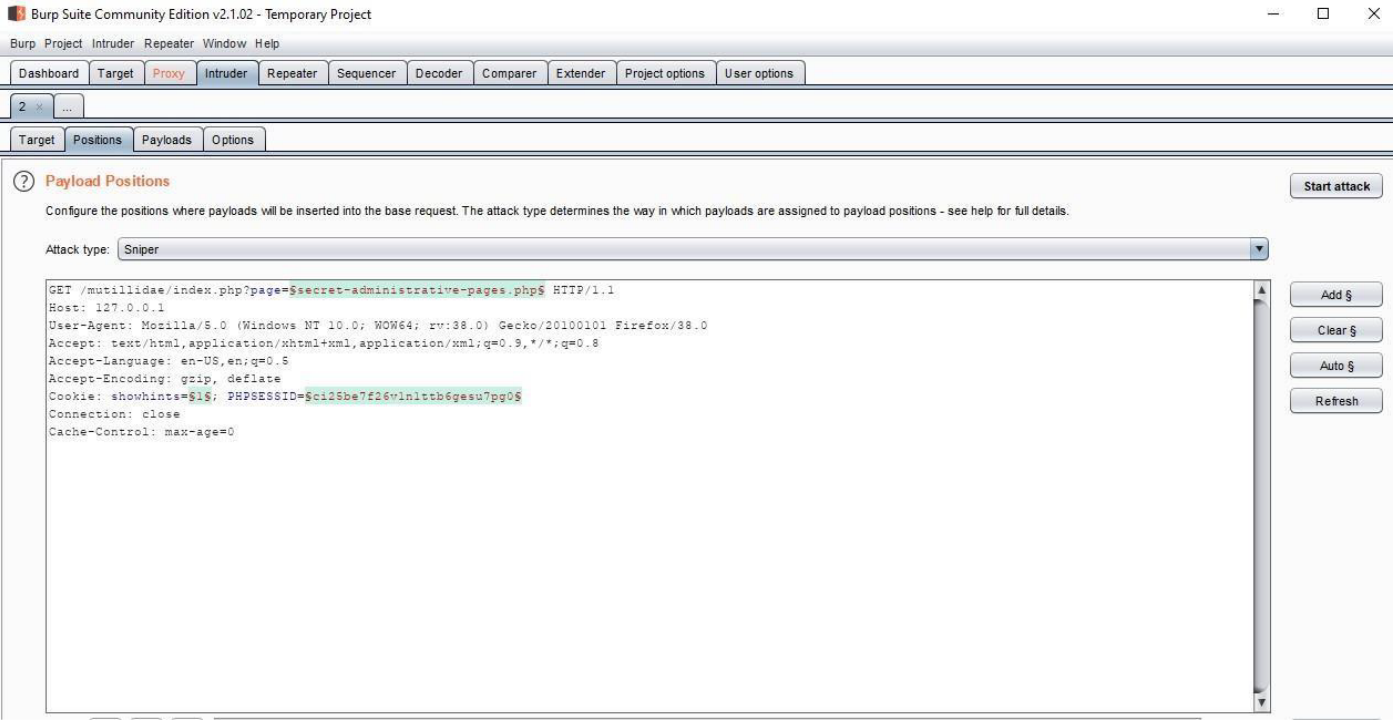 Burp Suite Community Edition v2.1.02 - Temporary Project
Burp Project Intruder Repeater Window Help
Dashboard Target Proxy Intruder Repeater Sequencer Decoder Comparer Extender Project options User options
2 × ...
Target Positions Payloads Options
? Payload Positions
Start attack
Configure the positions where payloads will be inserted into the base request. The attack type determines the way in which payloads are assigned to payload positions - see help for full details.
Attack type: Sniper
GET /mutillidae/index.php?page=§secret-administrative-pages.php§ HTTP/1.1
Host: 127.0.0.1
User-Agent: Mozilla/5.0 (Windows NT 10.0; WOW64; rv:38.0) Gecko/20100101 Firefox/38.0
Accept: text/html,application/xhtml+xml,application/xml;q=0.9,*/*;q=0.8
Accept-Language: en-US,en;q=0.5
Accept-Encoding: gzip, deflate
Cookie: showhints=§1§; PHPSESSID=§ci25be7f26v1n1ttb6gesu7pg0§
Connection: close
Cache-Control: max-age=0
Add §
Clear §
Auto §
Refresh